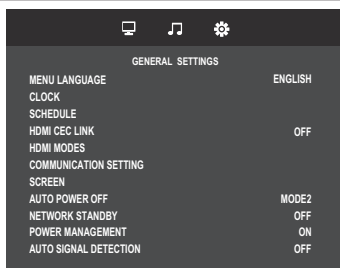 GENERAL SETTINGS
MENU LANGUAGE ENGLISH
CLOCK
SCHEDULE
HDMI CEC LINK OFF
HDMI MODES
COMMUNICATION SETTING
SCREEN
AUTO POWER OFF MODE2
NETWORK STANDBY OFF
POWER MANAGEMENT ON
AUTO SIGNAL DETECTION OFF